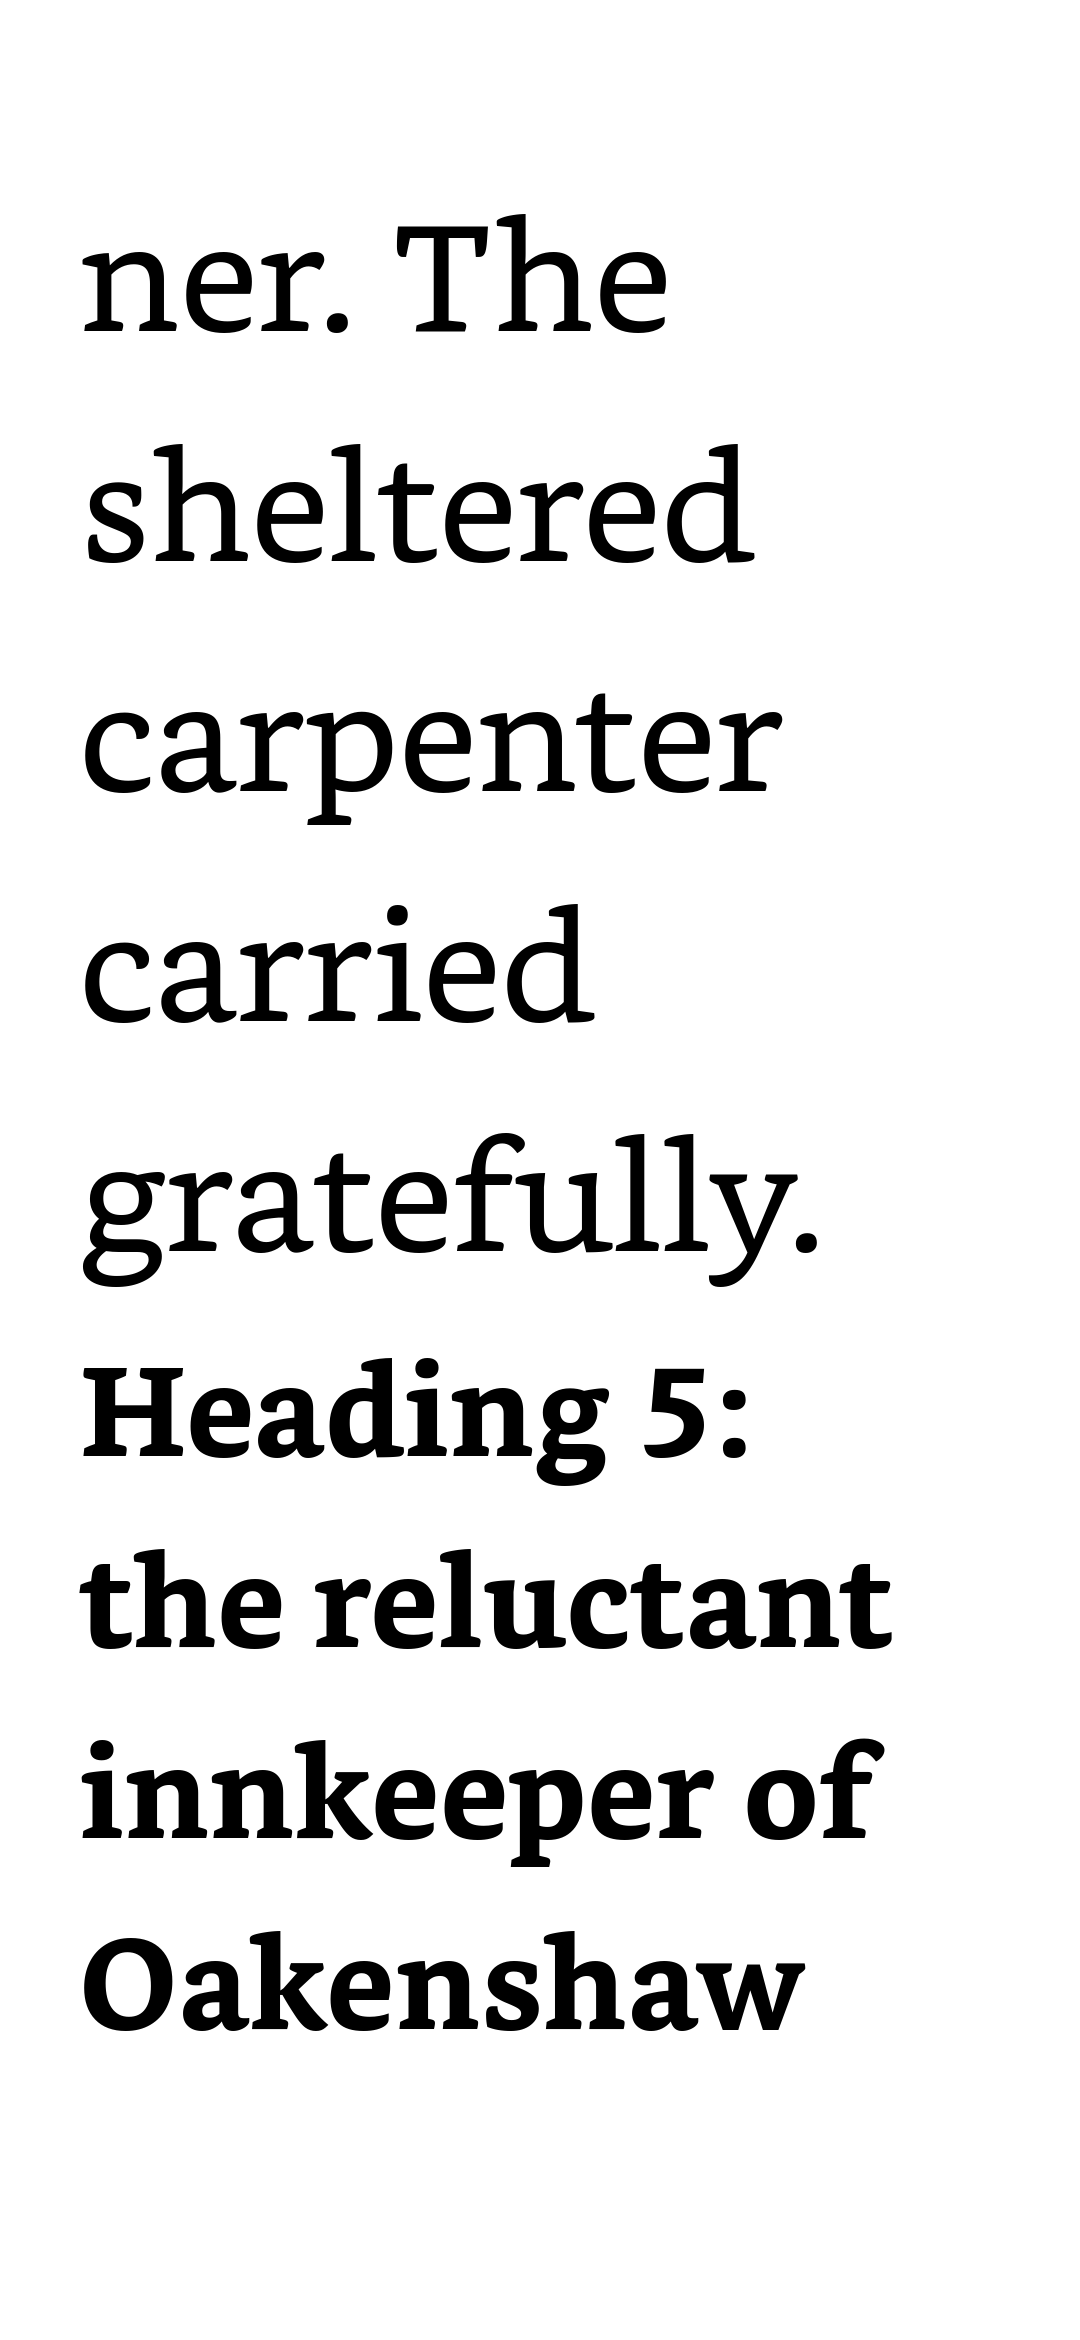 ner. The
sheltered
carpenter
carried
gratefully.
Heading 5:
the reluctant
innkeeper of
Oakenshaw